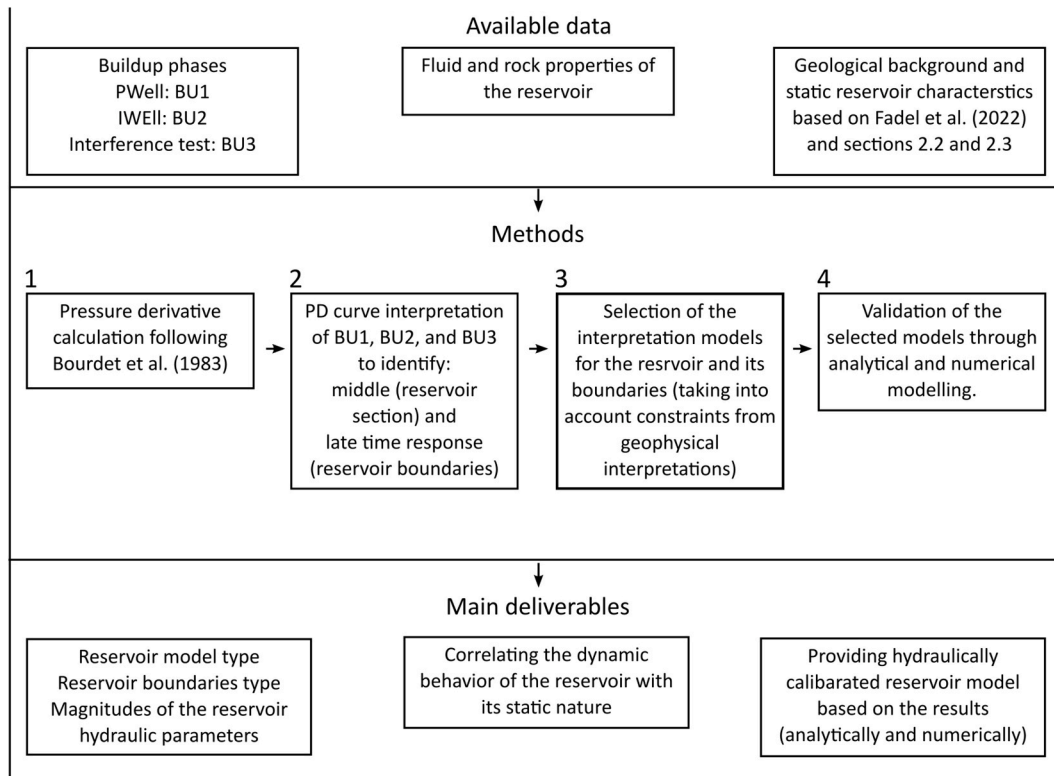 Available data
Buildup phases
PWell: BU1
IWEll: BU2
Interference test: BU3
Fluid and rock properties of
the reservoir
Geological background and
static reservoir characterstics
based on Fadel et al. (2022)
and sections 2.2 and 2.3
Methods
1
Pressure derivative
calculation following
Bourdet et al. (1983)
2
PD curve interpretation
of BU1, BU2, and BU3
to identify:
middle (reservoir
section) and
late time response
(reservoir boundaries)
3
Selection of the
interpretation models
for the resrvoir and its
boundaries (taking into
account constraints from
geophysical
interpretations)
4
Validation of the
selected models through
analytical and numerical
modelling.
Main deliverables
Reservoir model type
Reservoir boundaries type
Magnitudes of the reservoir
hydraulic parameters
Correlating the dynamic
behavior of the reservoir with
its static nature
Providing hydraulically
calibarated reservoir model
based on the results
(analytically and numerically)